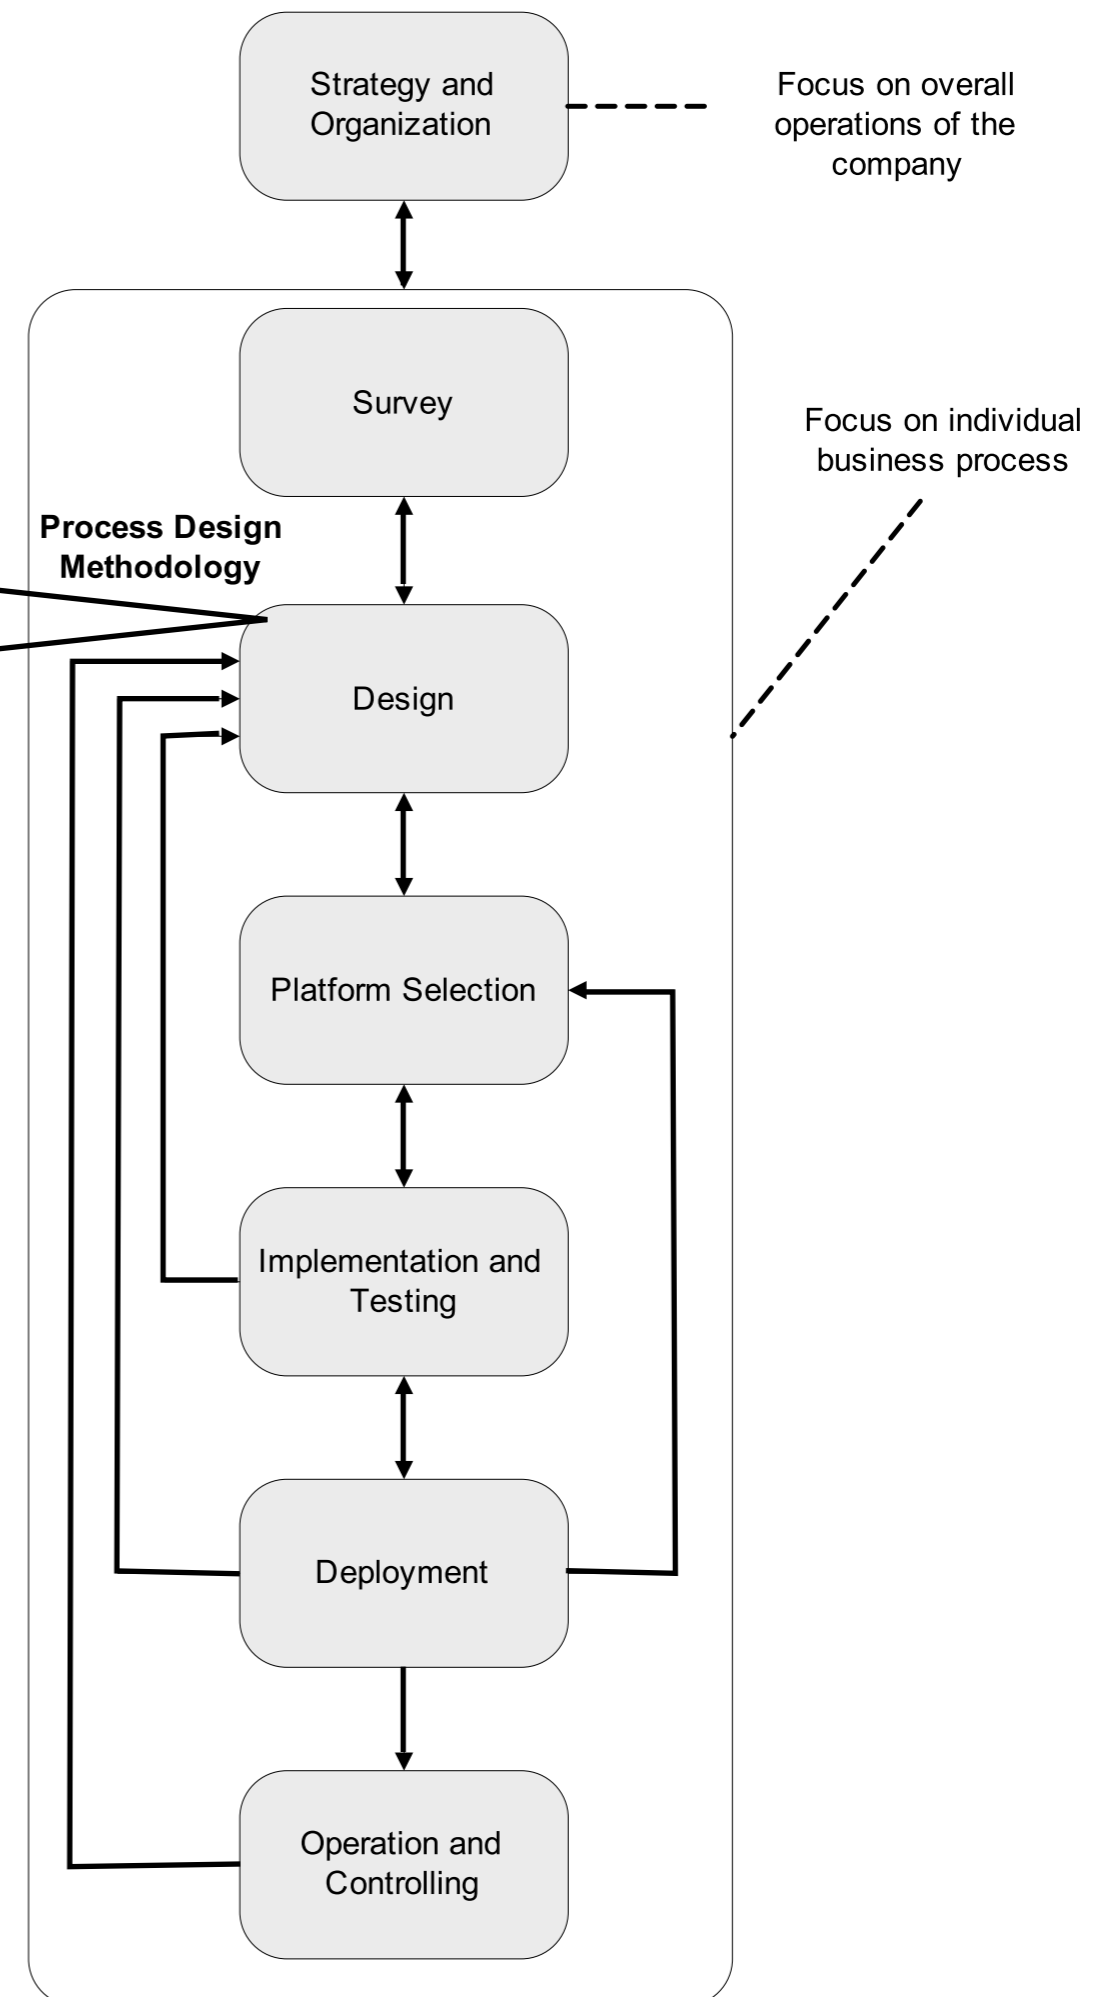 Strategy and
Organization
Focus on overall
operations of the
company
Survey
Focus on individual
business process
Process Design
Methodology
Design
Platform Selection
Implementation and
Testing
Deployment
Operation and
Controlling